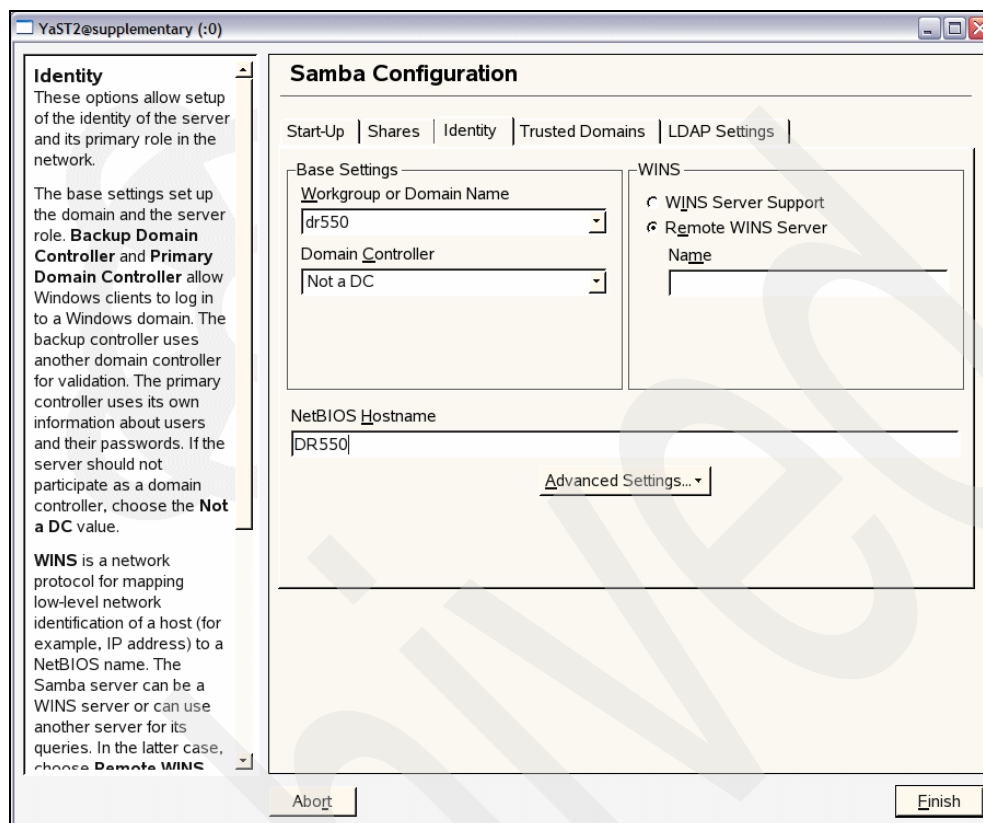 YaST2@supplementary (:0)
Identity
These options allow setup
of the identity of the server
and its primary role in the
network.
The base settings set up
the domain and the server
role. Backup Domain
Controller and Primary
Domain Controller allow
Windows clients to log in
to a Windows domain. The
backup controller uses
another domain controller
for validation. The primary
controller uses its own
information about users
and their passwords. If the
server should not
participate as a domain
controller, choose the Not
a DC value.
WINS is a network
protocol for mapping
low-level network
identification of a host (for
example, IP address) to a
NetBIOS name. The
Samba server can be a
WINS server or can use
another server for its
queries. In the latter case,
choose Remote WINS
Samba Configuration
Start-Up
Shares
Identity
Trusted Domains
LDAP Settings
Base Settings
Workgroup or Domain Name
dr550
Domain Controller
Not a DC
WINS
WINS Server Support
Remote WINS Server
Name
NetBIOS Hostname
DR550
Advanced Settings...
Abort
Finish